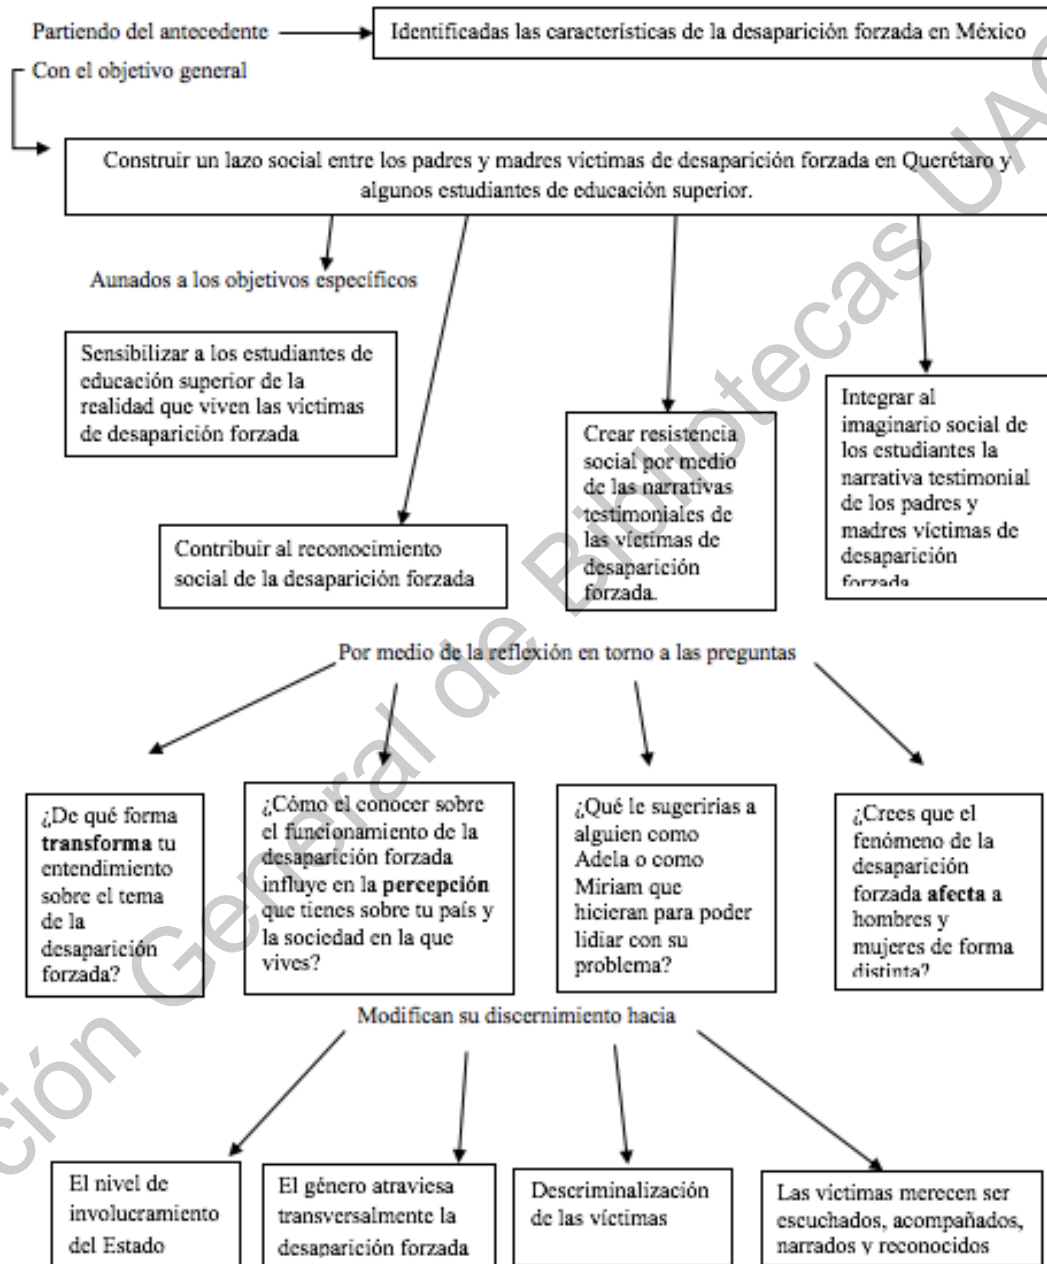 Partiendo del antecedente
Identificadas las características de la desaparición forzada en México
Con el objetivo general
Construir un lazo social entre los padres y madres víctimas de desaparición forzada en Querétaro y
algunos estudiantes de educación superior.
Aunados a los objetivos específicos
Sensibilizar a los estudiantes de
educación superior de la
realidad que viven las víctimas
de desaparición forzada
Contribuir al reconocimiento
social de la desaparición forzada
Crear resistencia
social por medio
de las narrativas
testimoniales de
las víctimas de
desaparición
forzada.
Integrar al
imaginario social de
los estudiantes la
narrativa testimonial
de los padres y
madres víctimas de
desaparición
forzada
Por medio de la reflexión en torno a las preguntas
¿De qué forma
transforma tu
entendimiento
sobre el tema
de la
desaparición
forzada?
¿Cómo el conocer sobre
el funcionamiento de la
desaparición forzada
influye en la percepción
que tienes sobre tu país y
la sociedad en la que
vives?
¿Qué le sugerirías a
alguien como
Adela o como
Miriam que
hicieran para poder
lidiar con su
problema?
¿Crees que el
fenómeno de la
desaparición
forzada afecta a
hombres y
mujeres de forma
distinta?
Modifican su discernimiento hacia
El nivel de
involucramiento
del Estado
El género atraviesa
transversalmente la
desaparición forzada
Descriminalización
de las víctimas
Las víctimas merecen ser
escuchados, acompañados,
narrados y reconocidos
ción General de Bibliotecas UA